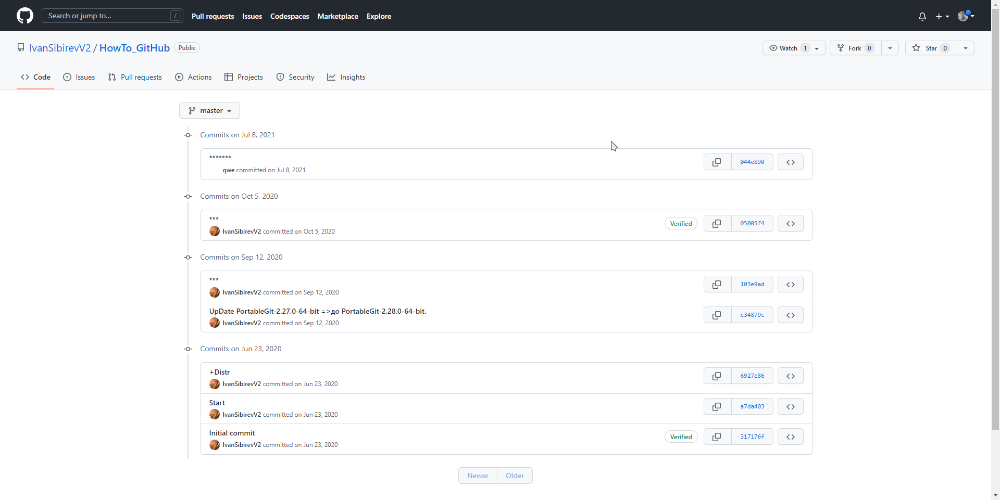 Search or jump to... /
Pull requests Issues Codespaces Marketplace Explore
IvanSibirevV2 / HowTo_GitHub Public
Watch 1 Fork 0 Star 0
Code Issues Pull requests Actions Projects Security Insights
master
Commits on Jul 8, 2021
*******
044e890
qwe committed on Jul 8, 2021
Commits on Oct 5, 2020
***
Verified 05005f4
IvanSibirevV2 committed on Oct 5, 2020
Commits on Sep 12, 2020
***
103e9ad
IvanSibirevV2 committed on Sep 12, 2020
UpDate PortableGit-2.27.0-64-bit =>до PortableGit-2.28.0-64-bit.
c34879c
IvanSibirevV2 committed on Sep 12, 2020
Commits on Jun 23, 2020
+Distr
6927e86
IvanSibirevV2 committed on Jun 23, 2020
Start
a7da403
IvanSibirevV2 committed on Jun 23, 2020
Initial commit
Verified 317176f
IvanSibirevV2 committed on Jun 23, 2020
Newer Older